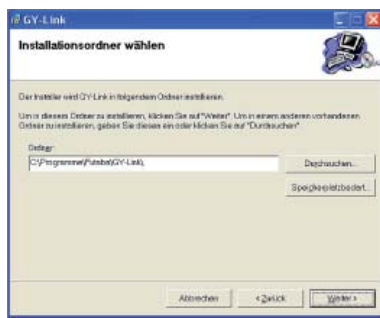 GY-Link
Installationsordner wählen
Der Installer wird GY-Link in folgendem Ordner installieren.
Um in diesem Ordner zu installieren, klicken Sie auf "Weiter". Um in einem anderen vorhandenen
Ordner zu installieren, geben Sie diesen ein oder klicken Sie auf "Durchsuchen".
Ordner:
C:\Programme\Futaba\GY-Link\
Durchsuchen...
Speicherplatzbedarf...
Abbrechen
< Zurück
Weiter >